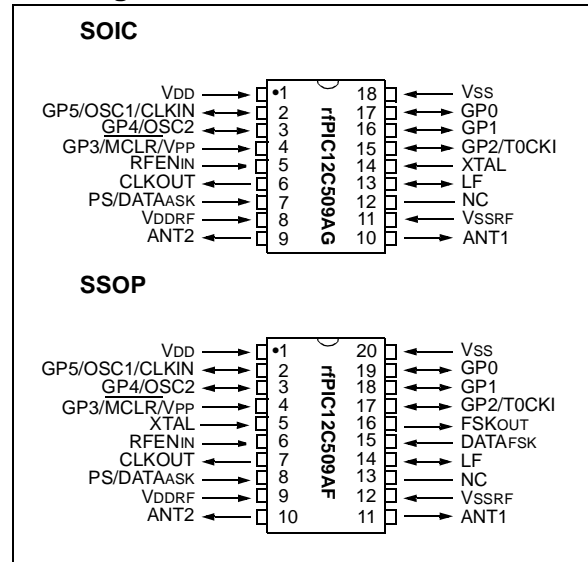 SOIC
VDD 1 18 VSS
GP5/OSC1/CLKIN 2 17 GP0
GP4/OSC2 3 16 GP1
GP3/MCLR/VPP 4 15 GP2/T0CKI
RFENIN 5 14 XTAL
CLKOUT 6 13 LF
PS/DATAASK 7 12 NC
VDDRF 8 11 VSSRF
ANT2 9 10 ANT1
rfPIC12C509AG
SSOP
VDD 1 20 VSS
GP5/OSC1/CLKIN 2 19 GP0
GP4/OSC2 3 18 GP1
GP3/MCLR/VPP 4 17 GP2/T0CKI
XTAL 5 16 FSKOUT
RFENIN 6 15 DATAFSK
CLKOUT 7 14 LF
PS/DATAASK 8 13 NC
VDDRF 9 12 VSSRF
ANT2 10 11 ANT1
rfPIC12C509AF